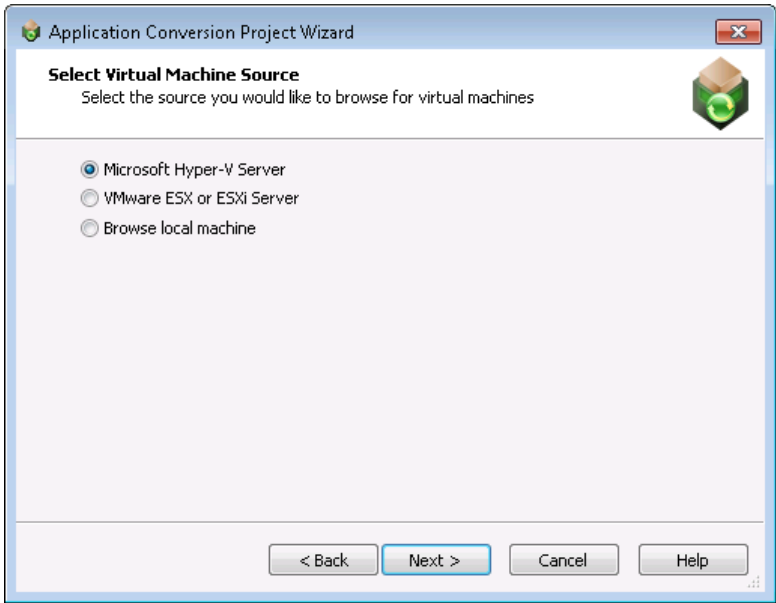 Application Conversion Project Wizard
Select Virtual Machine Source
Select the source you would like to browse for virtual machines
Microsoft Hyper-V Server
VMware ESX or ESXi Server
Browse local machine
< Back Next > Cancel Help